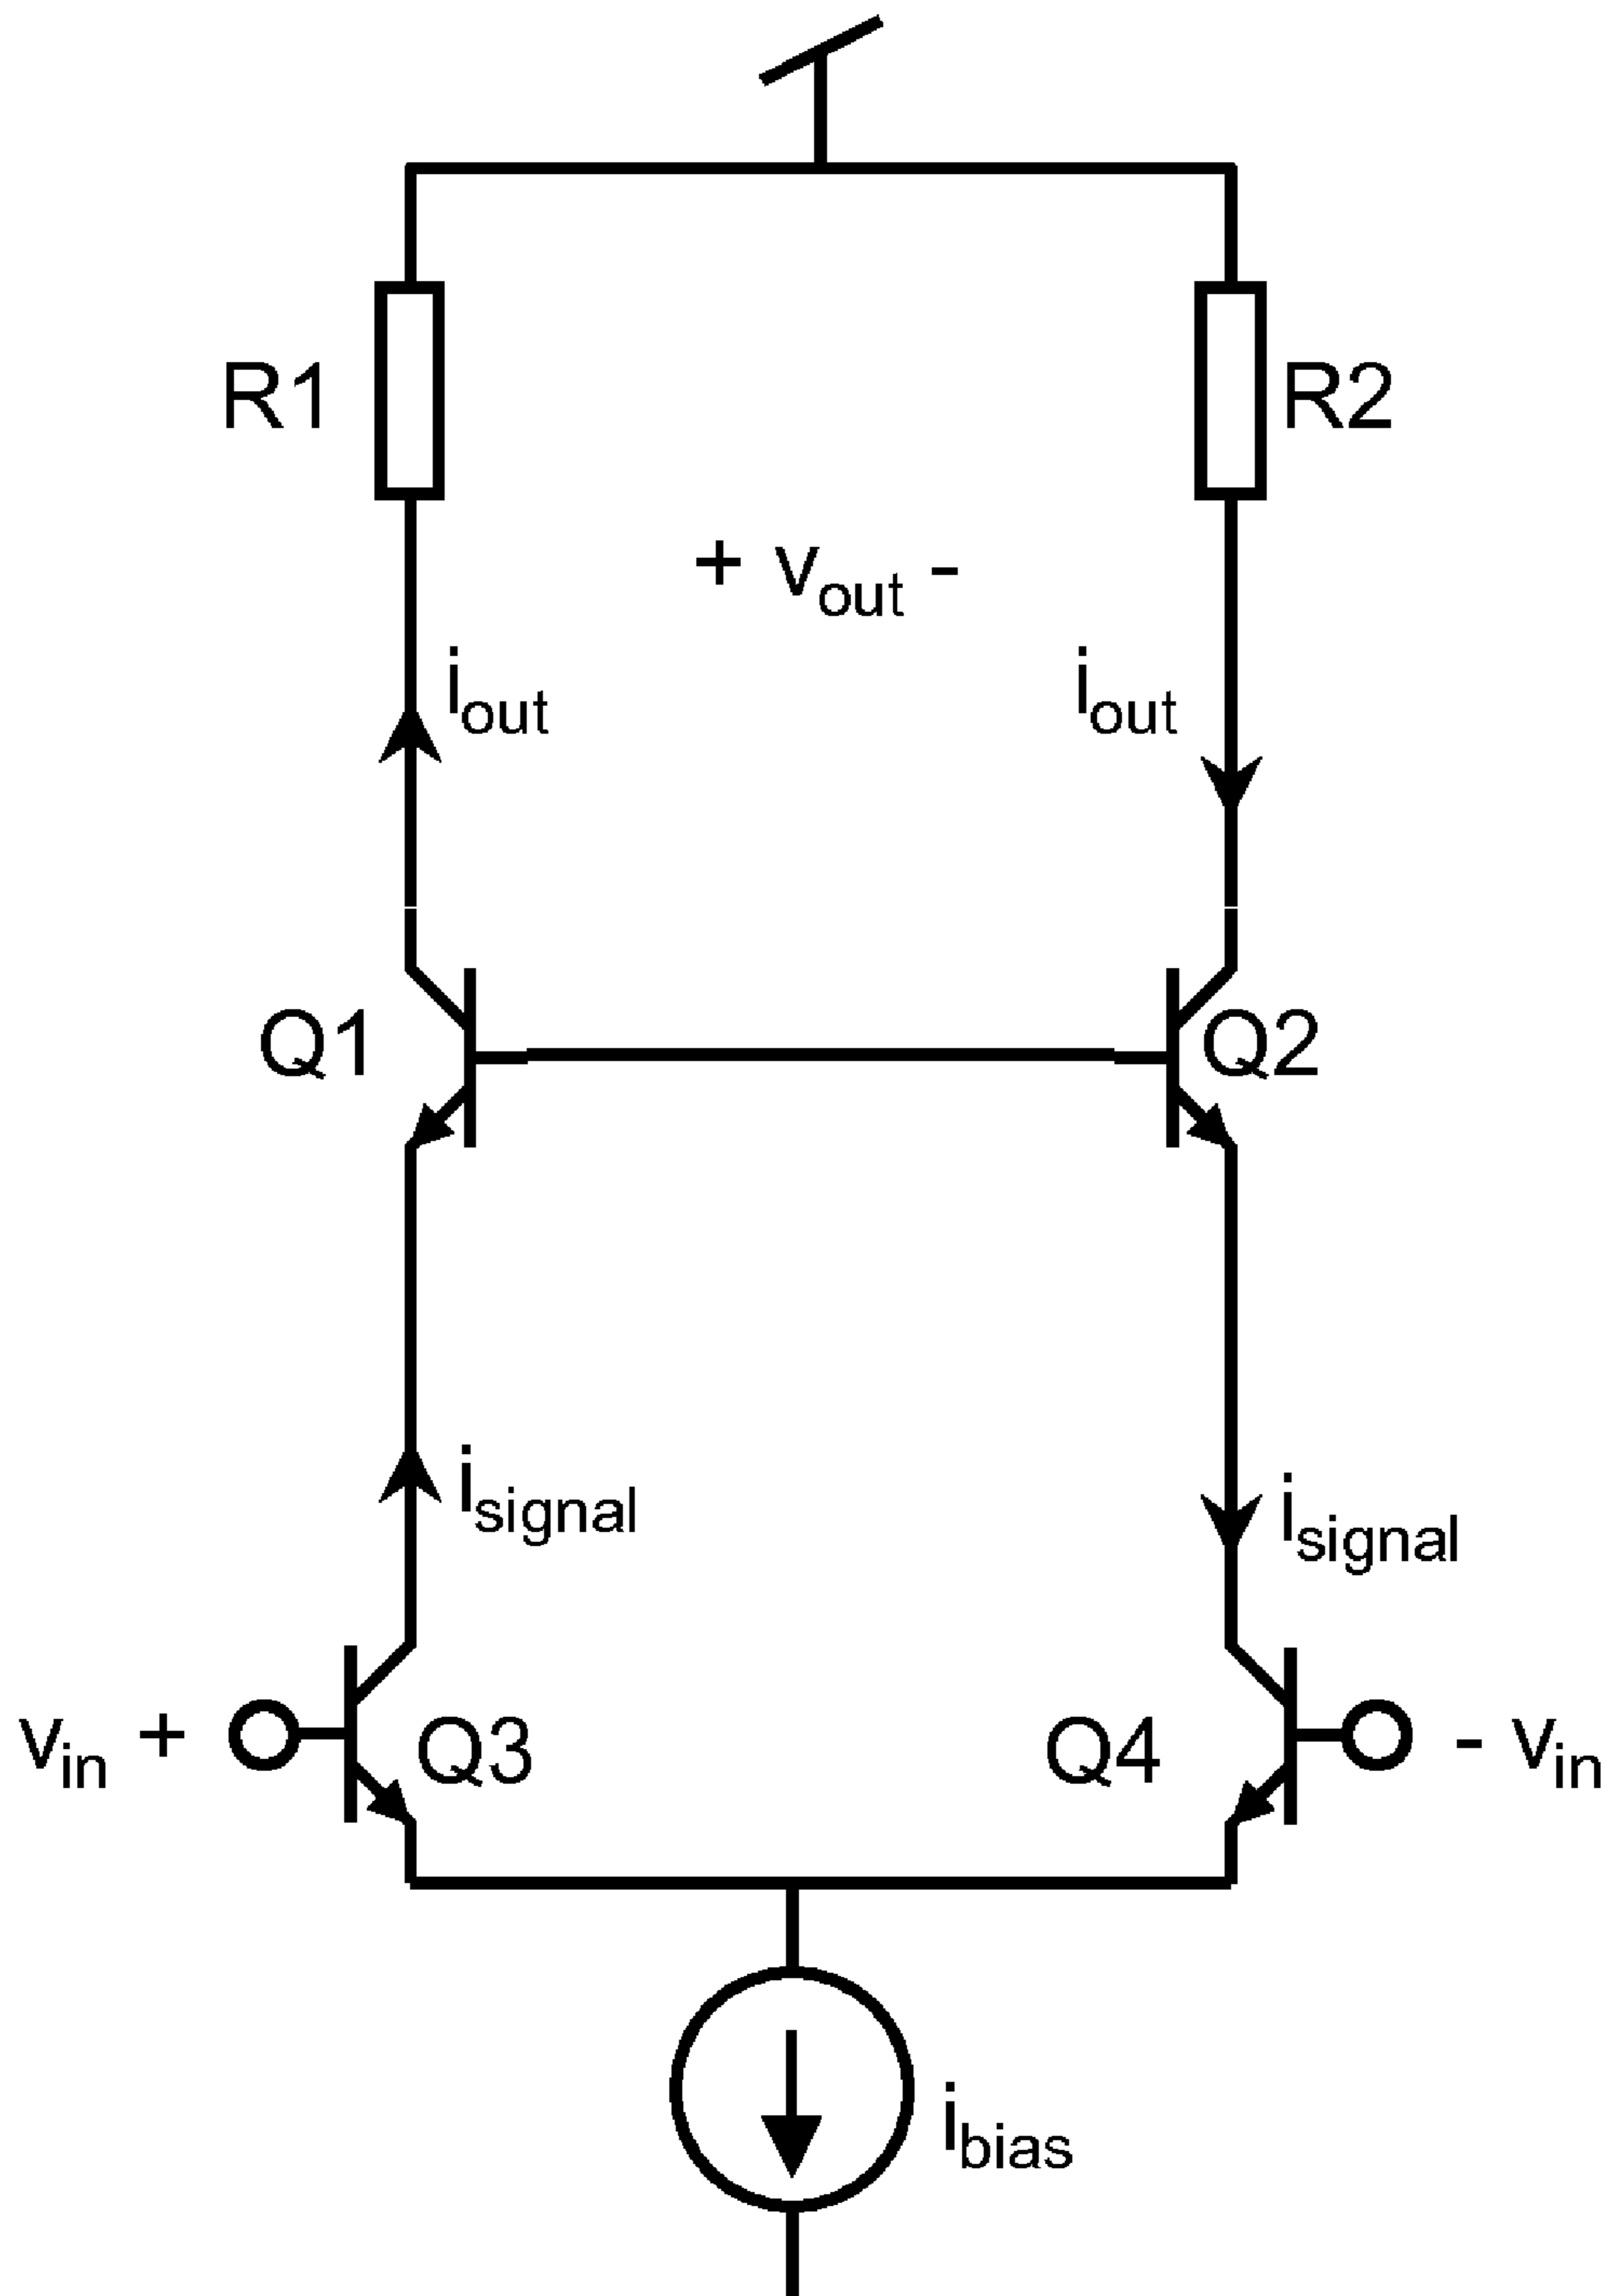 R1
R2
+ vout -
iout
iout
Q1
Q2
isignal
isignal
vin +
Q3
Q4
- vin
ibias